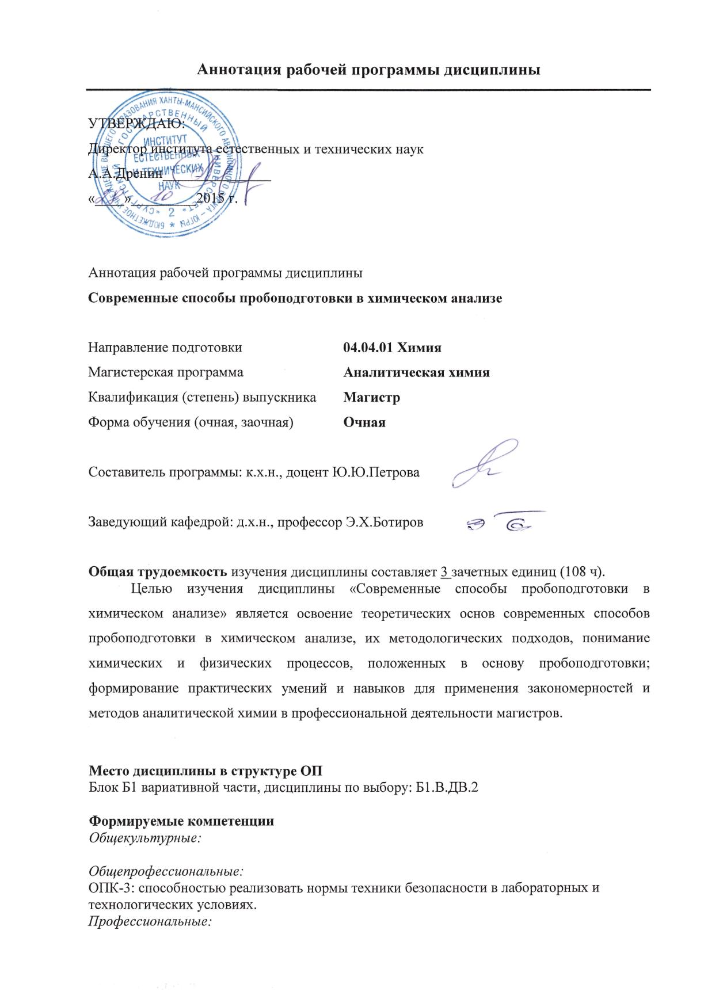 Аннотация рабочей программы дисциплины
УТВЕРЖДАЮ:
Директор института естественных и технических наук
А.А.Дренин
«28» 10 2015 г.
БЮДЖЕТНОЕ УЧРЕЖДЕНИЕ ВЫСШЕГО ОБРАЗОВАНИЯ ХАНТЫ-МАНСИЙСКОГО АВТОНОМНОГО ОКРУГА – ЮГРЫ *
«СУРГУТСКИЙ ГОСУДАРСТВЕННЫЙ УНИВЕРСИТЕТ» 2
ИНСТИТУТ
ЕСТЕСТВЕННЫХ
И ТЕХНИЧЕСКИХ
НАУК
Аннотация рабочей программы дисциплины
Современные способы пробоподготовки в химическом анализе
Направление подготовки 04.04.01 Химия
Магистерская программа Аналитическая химия
Квалификация (степень) выпускника Магистр
Форма обучения (очная, заочная) Очная
Составитель программы: к.х.н., доцент Ю.Ю.Петрова
Заведующий кафедрой: д.х.н., профессор Э.Х.Ботиров
Общая трудоемкость изучения дисциплины составляет 3 зачетных единиц (108 ч).
Целью изучения дисциплины «Современные способы пробоподготовки в
химическом анализе» является освоение теоретических основ современных способов
пробоподготовки в химическом анализе, их методологических подходов, понимание
химических и физических процессов, положенных в основу пробоподготовки;
формирование практических умений и навыков для применения закономерностей и
методов аналитической химии в профессиональной деятельности магистров.
Место дисциплины в структуре ОП
Блок Б1 вариативной части, дисциплины по выбору: Б1.В.ДВ.2
Формируемые компетенции
Общекультурные:
Общепрофессиональные:
ОПК-3: способностью реализовать нормы техники безопасности в лабораторных и
технологических условиях.
Профессиональные: